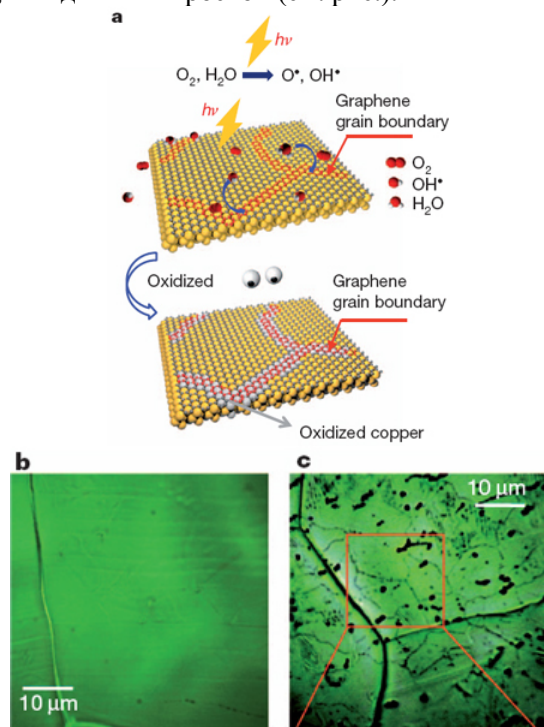 a
hν
O₂, H₂O O•, OH•
hν
Graphene
grain boundary
O₂
OH•
H₂O
Oxidized
Graphene
grain boundary
Oxidized copper
b
c
10 μm
10 μm